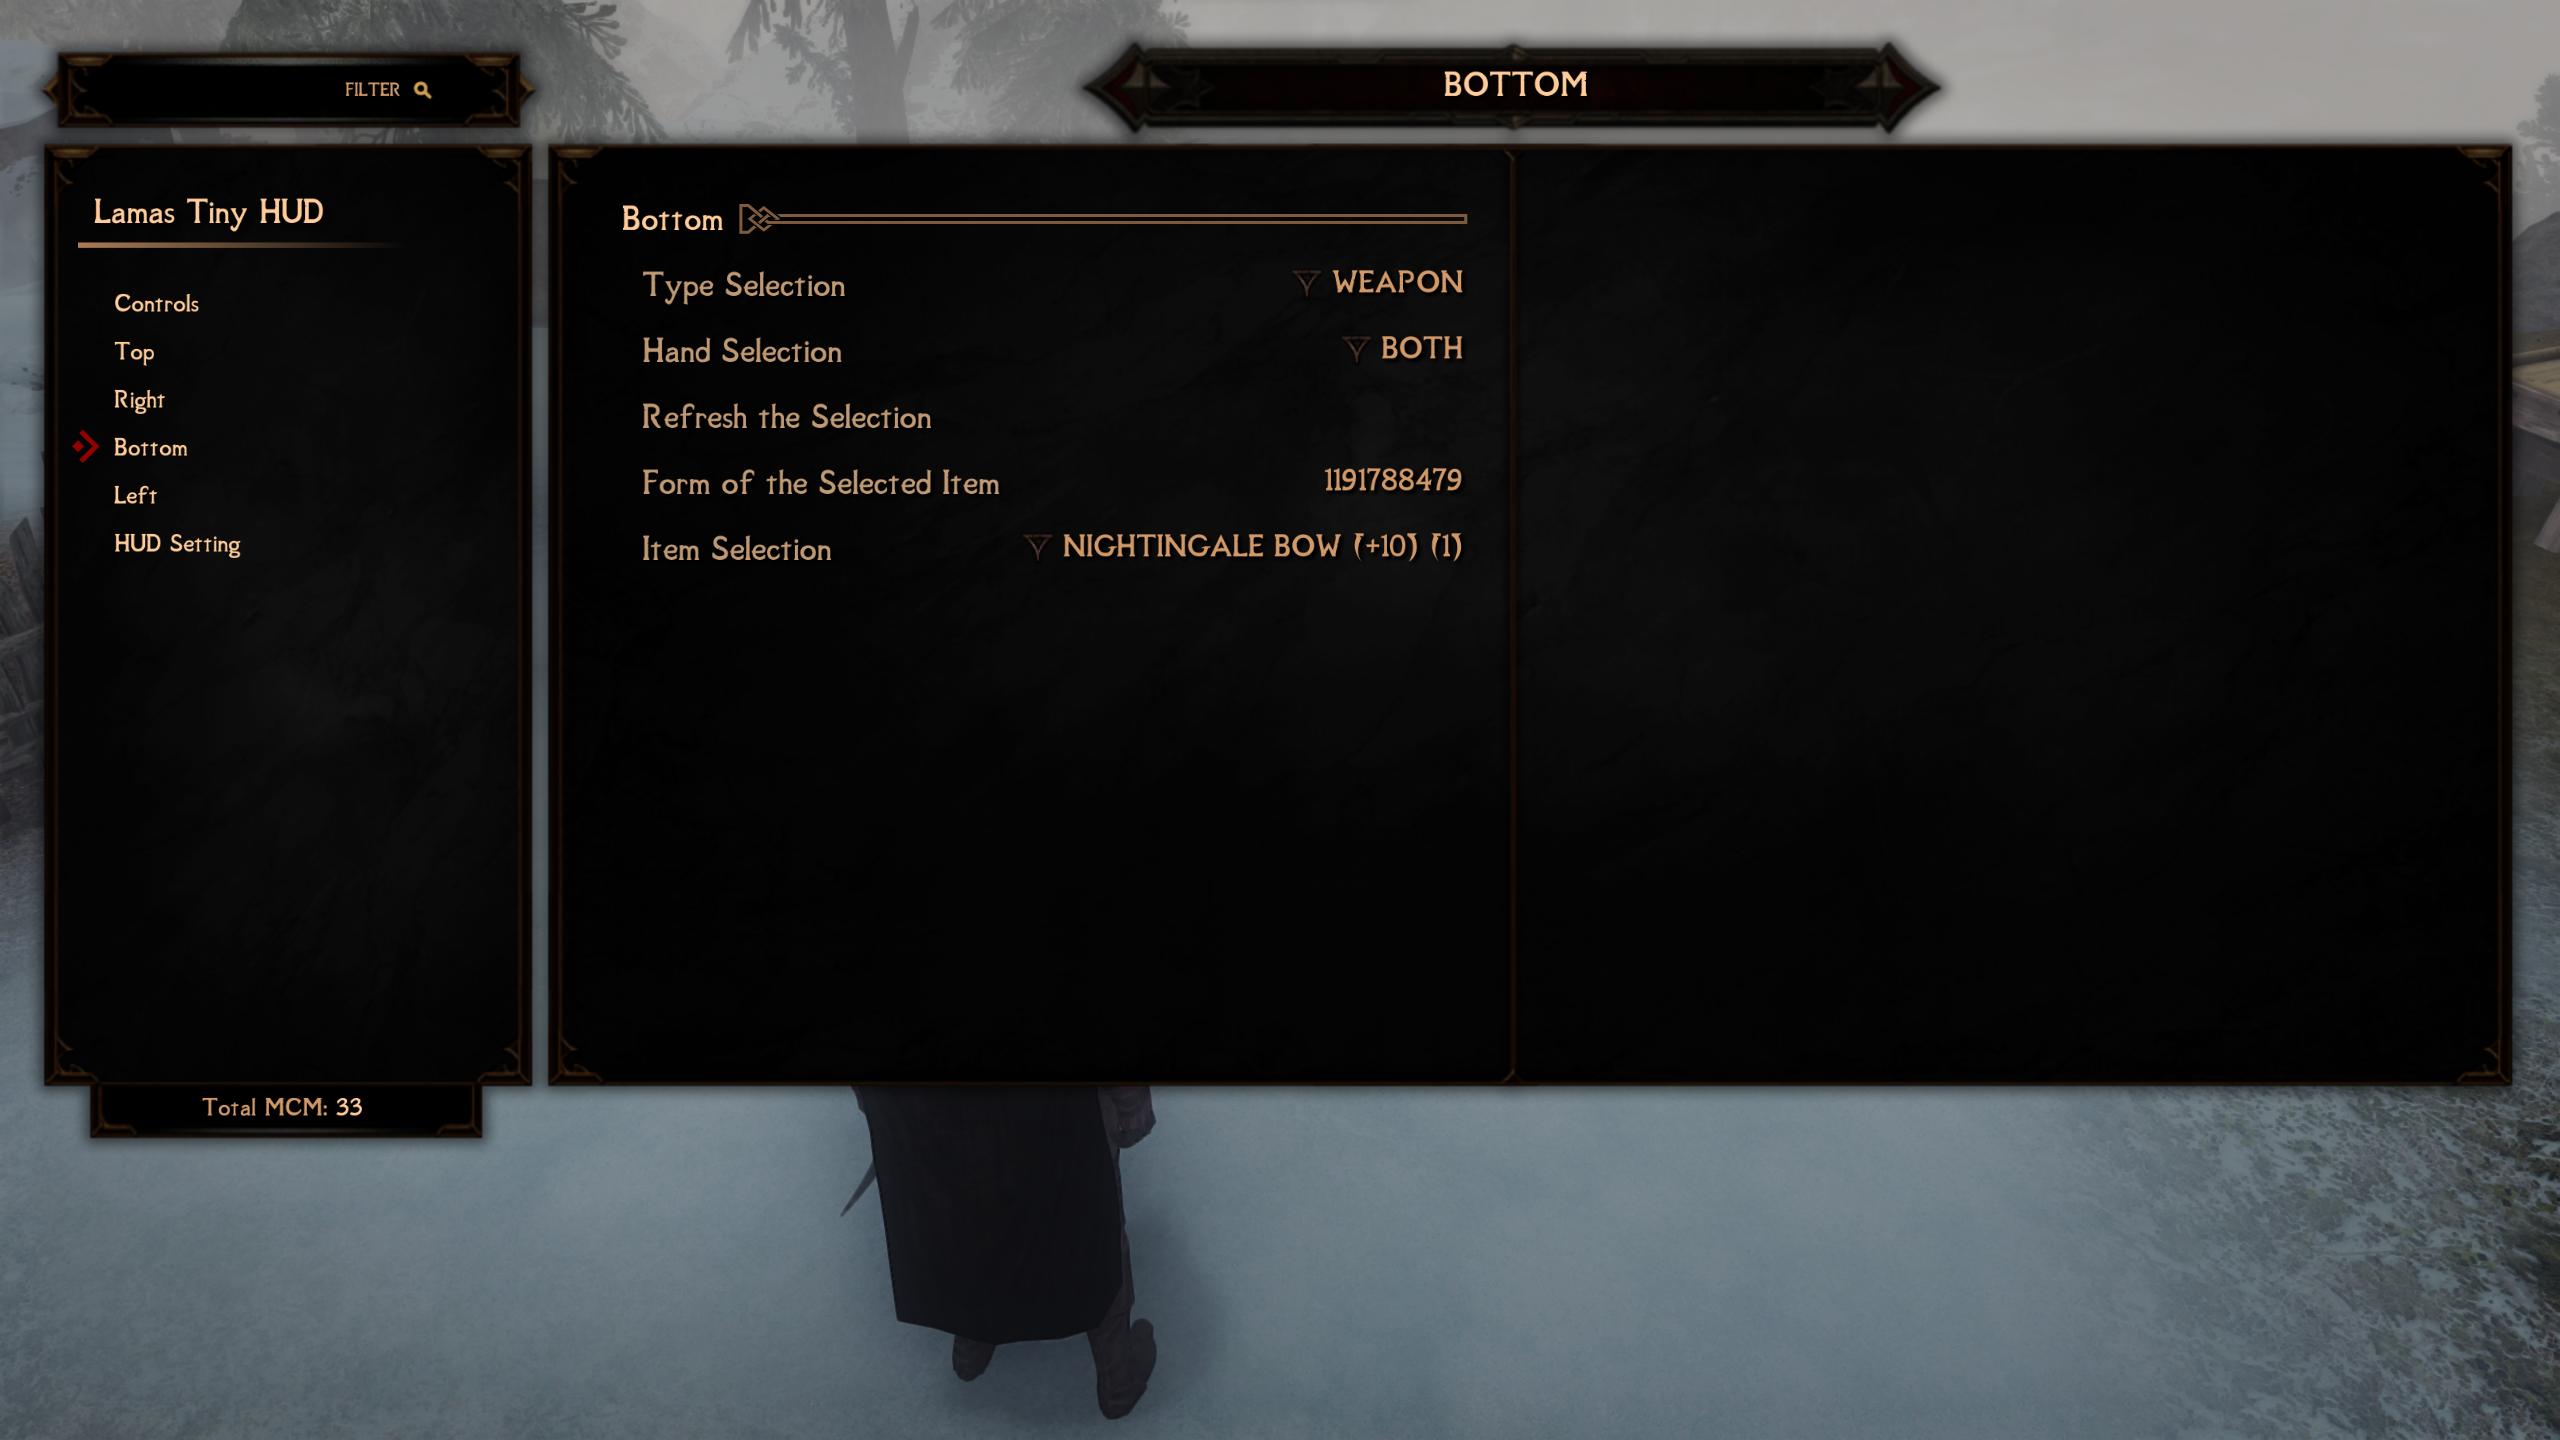 FILTER
BOTTOM
Lamas Tiny HUD
Controls
Top
Right
Bottom
Left
HUD Setting
Total MCM: 33
Bottom
Type Selection WEAPON
Hand Selection BOTH
Refresh the Selection
Form of the Selected Item 1191788479
Item Selection NIGHTINGALE BOW (+10) (1)